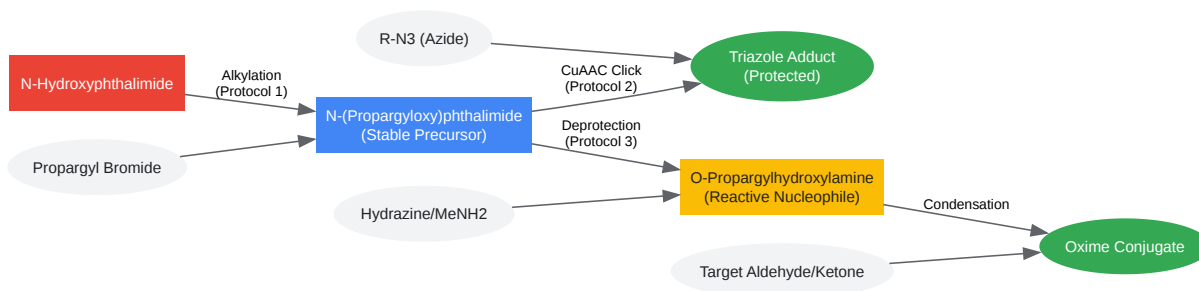 R-N3 (Azide)
Triazole Adduct
(Protected)
N-Hydroxyphthalimide
Alkylation
(Protocol 1)
CuAAC Click
(Protocol 2)
N-(Propargyloxy)phthalimide
(Stable Precursor)
Deprotection
(Protocol 3)
Propargyl Bromide
O-Propargylhydroxylamine
(Reactive Nucleophile)
Hydrazine/MeNH2
Condensation
Oxime Conjugate
Target Aldehyde/Ketone